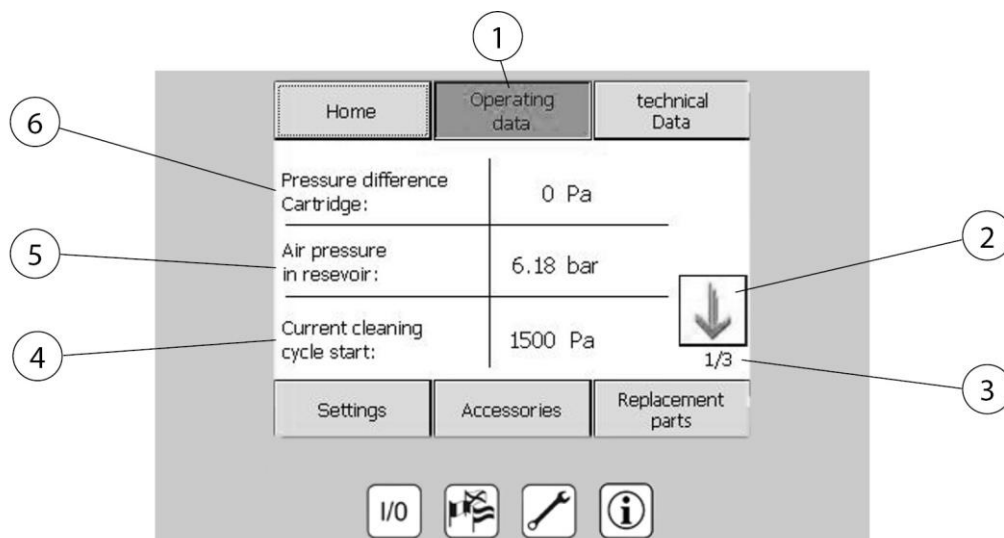 1
Home
Operating
data
technical
Data
6
Pressure difference
Cartridge:
0 Pa
2
5
Air pressure
in resevoir:
6.18 bar
4
Current cleaning
cycle start:
1500 Pa
1/3
3
Settings
Accessories
Replacement
parts
I/0
i